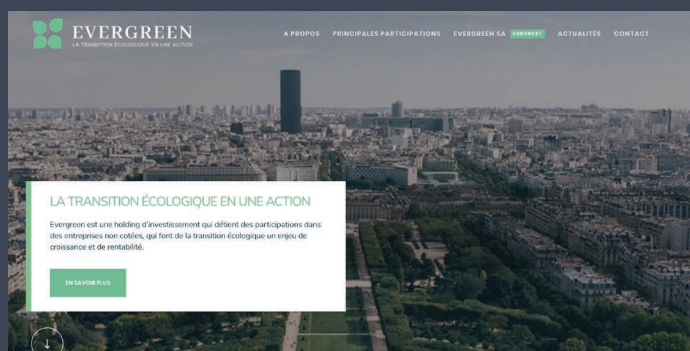 EVERGREEN
LA TRANSITION ÉCOLOGIQUE EN UNE ACTION
A PROPOS PRINCIPALES PARTICIPATIONS EVERGREEN SA EURONEXT ACTUALITÉS CONTACT
LA TRANSITION ÉCOLOGIQUE EN UNE ACTION
Evergreen est une holding d'investissement qui détient des participations dans
des entreprises non cotées, qui font de la transition écologique un enjeu de
croissance et de rentabilité.
EN SAVOIR PLUS